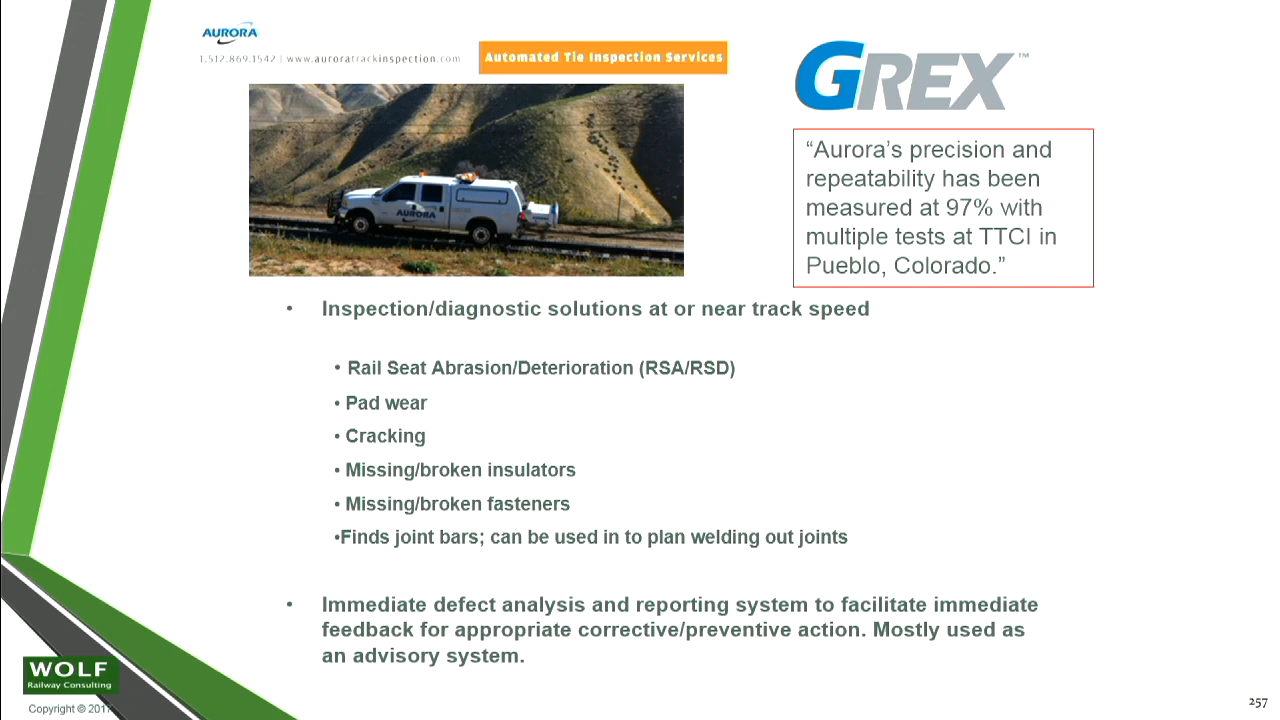 AURORA
1.512.869.1542 | www.auroratrackinspection.com
Automated Tie Inspection Services
GREX™
AURORA
“Aurora’s precision and
repeatability has been
measured at 97% with
multiple tests at TTCI in
Pueblo, Colorado.”
• Inspection/diagnostic solutions at or near track speed
• Rail Seat Abrasion/Deterioration (RSA/RSD)
• Pad wear
• Cracking
• Missing/broken insulators
• Missing/broken fasteners
•Finds joint bars; can be used in to plan welding out joints
• Immediate defect analysis and reporting system to facilitate immediate
feedback for appropriate corrective/preventive action. Mostly used as
an advisory system.
WOLF
Railway Consulting
Copyright © 2017
257